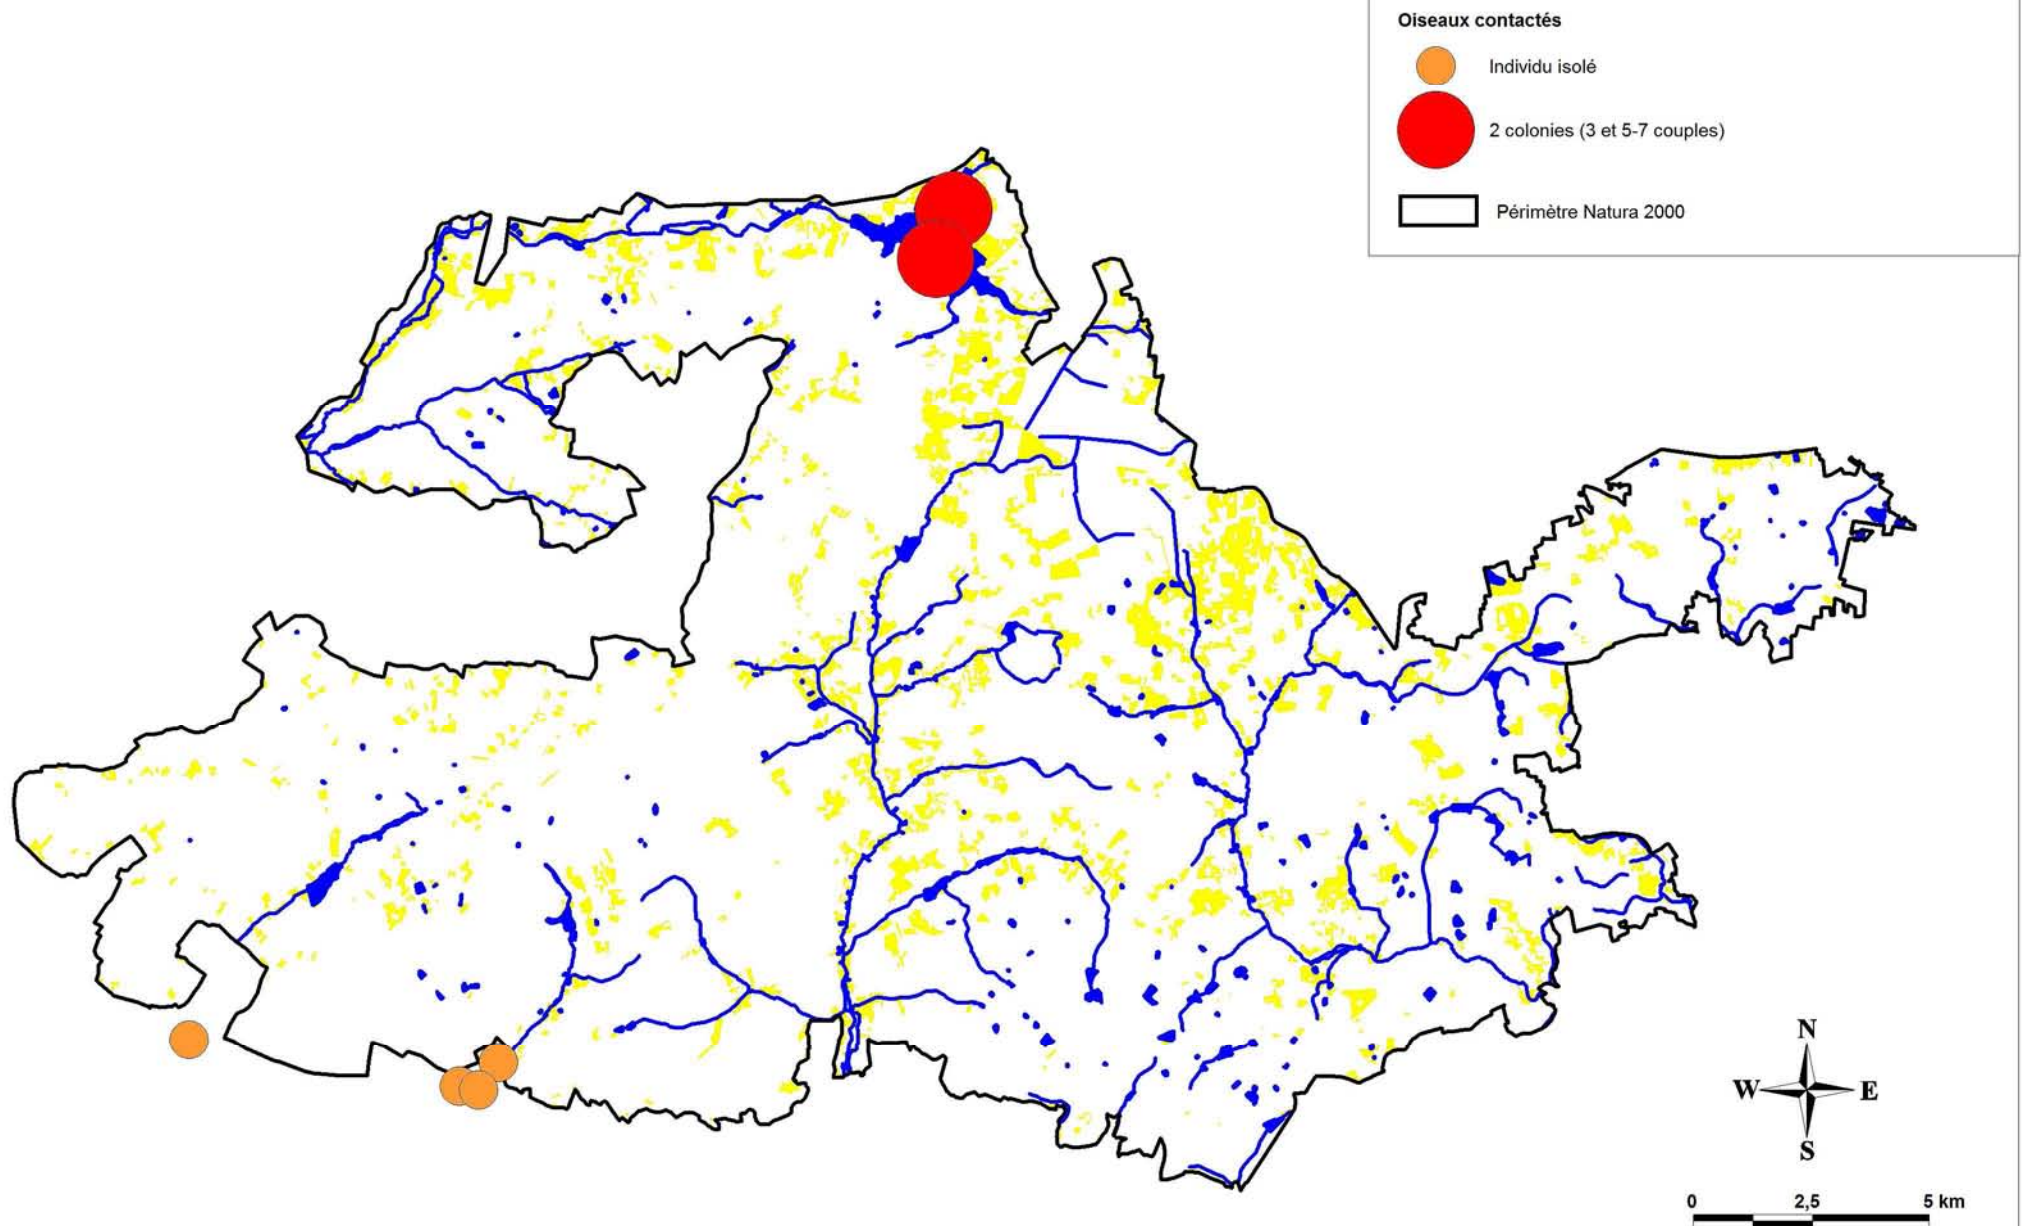 Oiseaux contactés
Individu isolé
2 colonies (3 et 5-7 couples)
Périmètre Natura 2000
N
W E
S
0 2,5 5 km